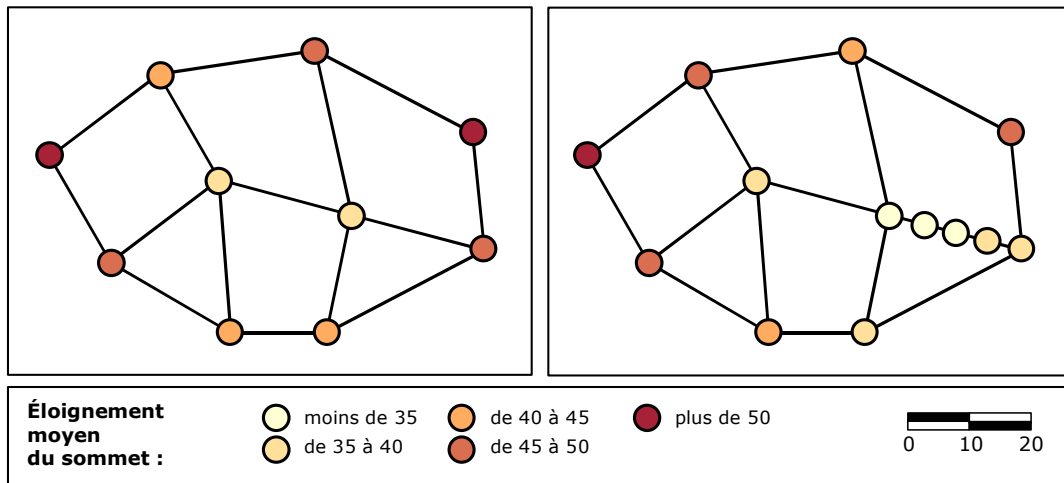 Éloignement
moyen
du sommet :
moins de 35
de 35 à 40
de 40 à 45
de 45 à 50
plus de 50
0 10 20